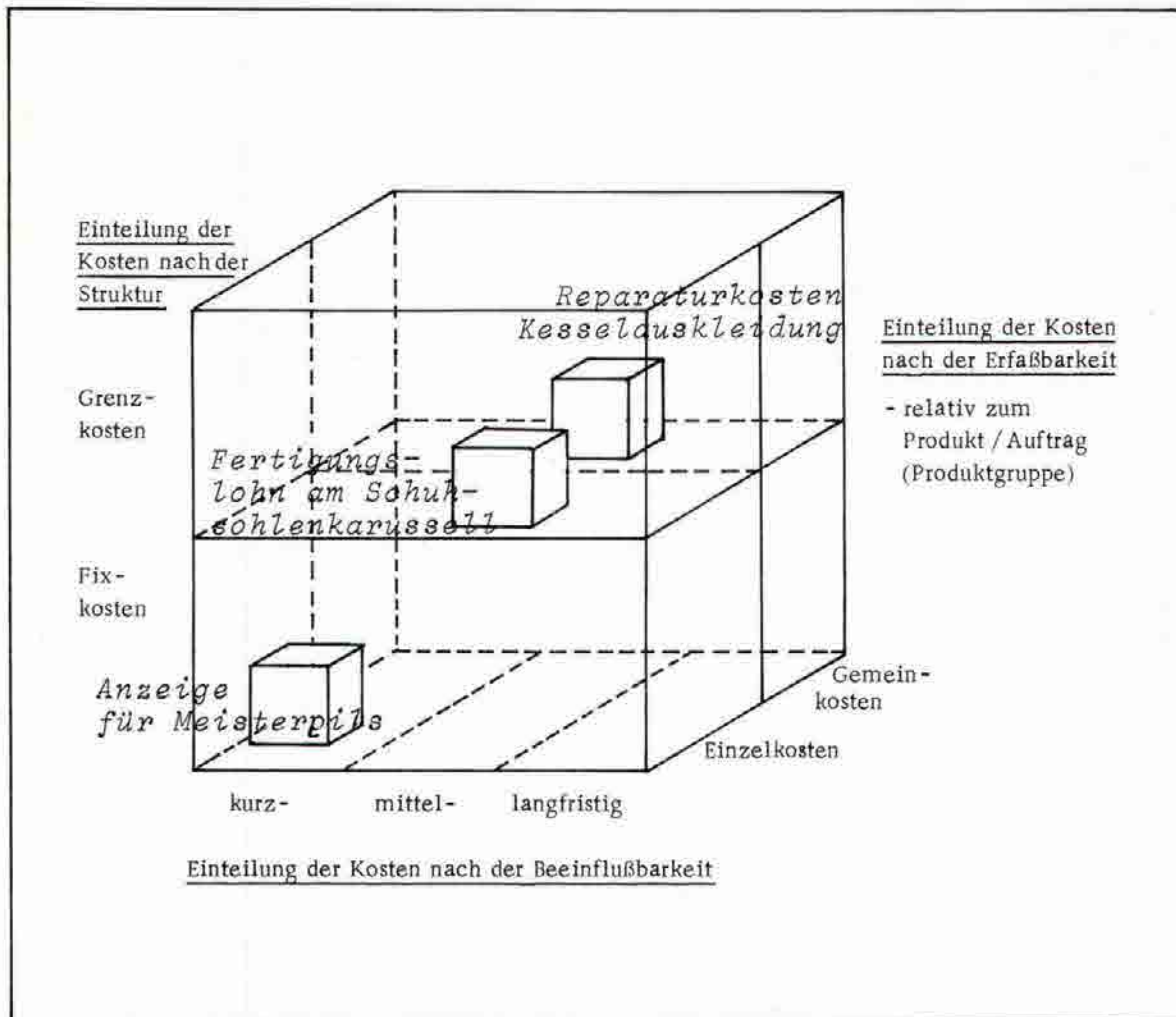 Einteilung der
Kosten nach der
Struktur
Reparaturkosten
Kesselauskleidung
Einteilung der Kosten
nach der Erfaßbarkeit
- relativ zum
Produkt / Auftrag
(Produktgruppe)
Grenz-
kosten
Fertigungs-
lohn am Schuh-
sohlenkarussell
Fix-
kosten
Anzeige
für Meisterpils
Gemein-
kosten
Einzelkosten
kurz- mittel- langfristig
Einteilung der Kosten nach der Beeinflußbarkeit